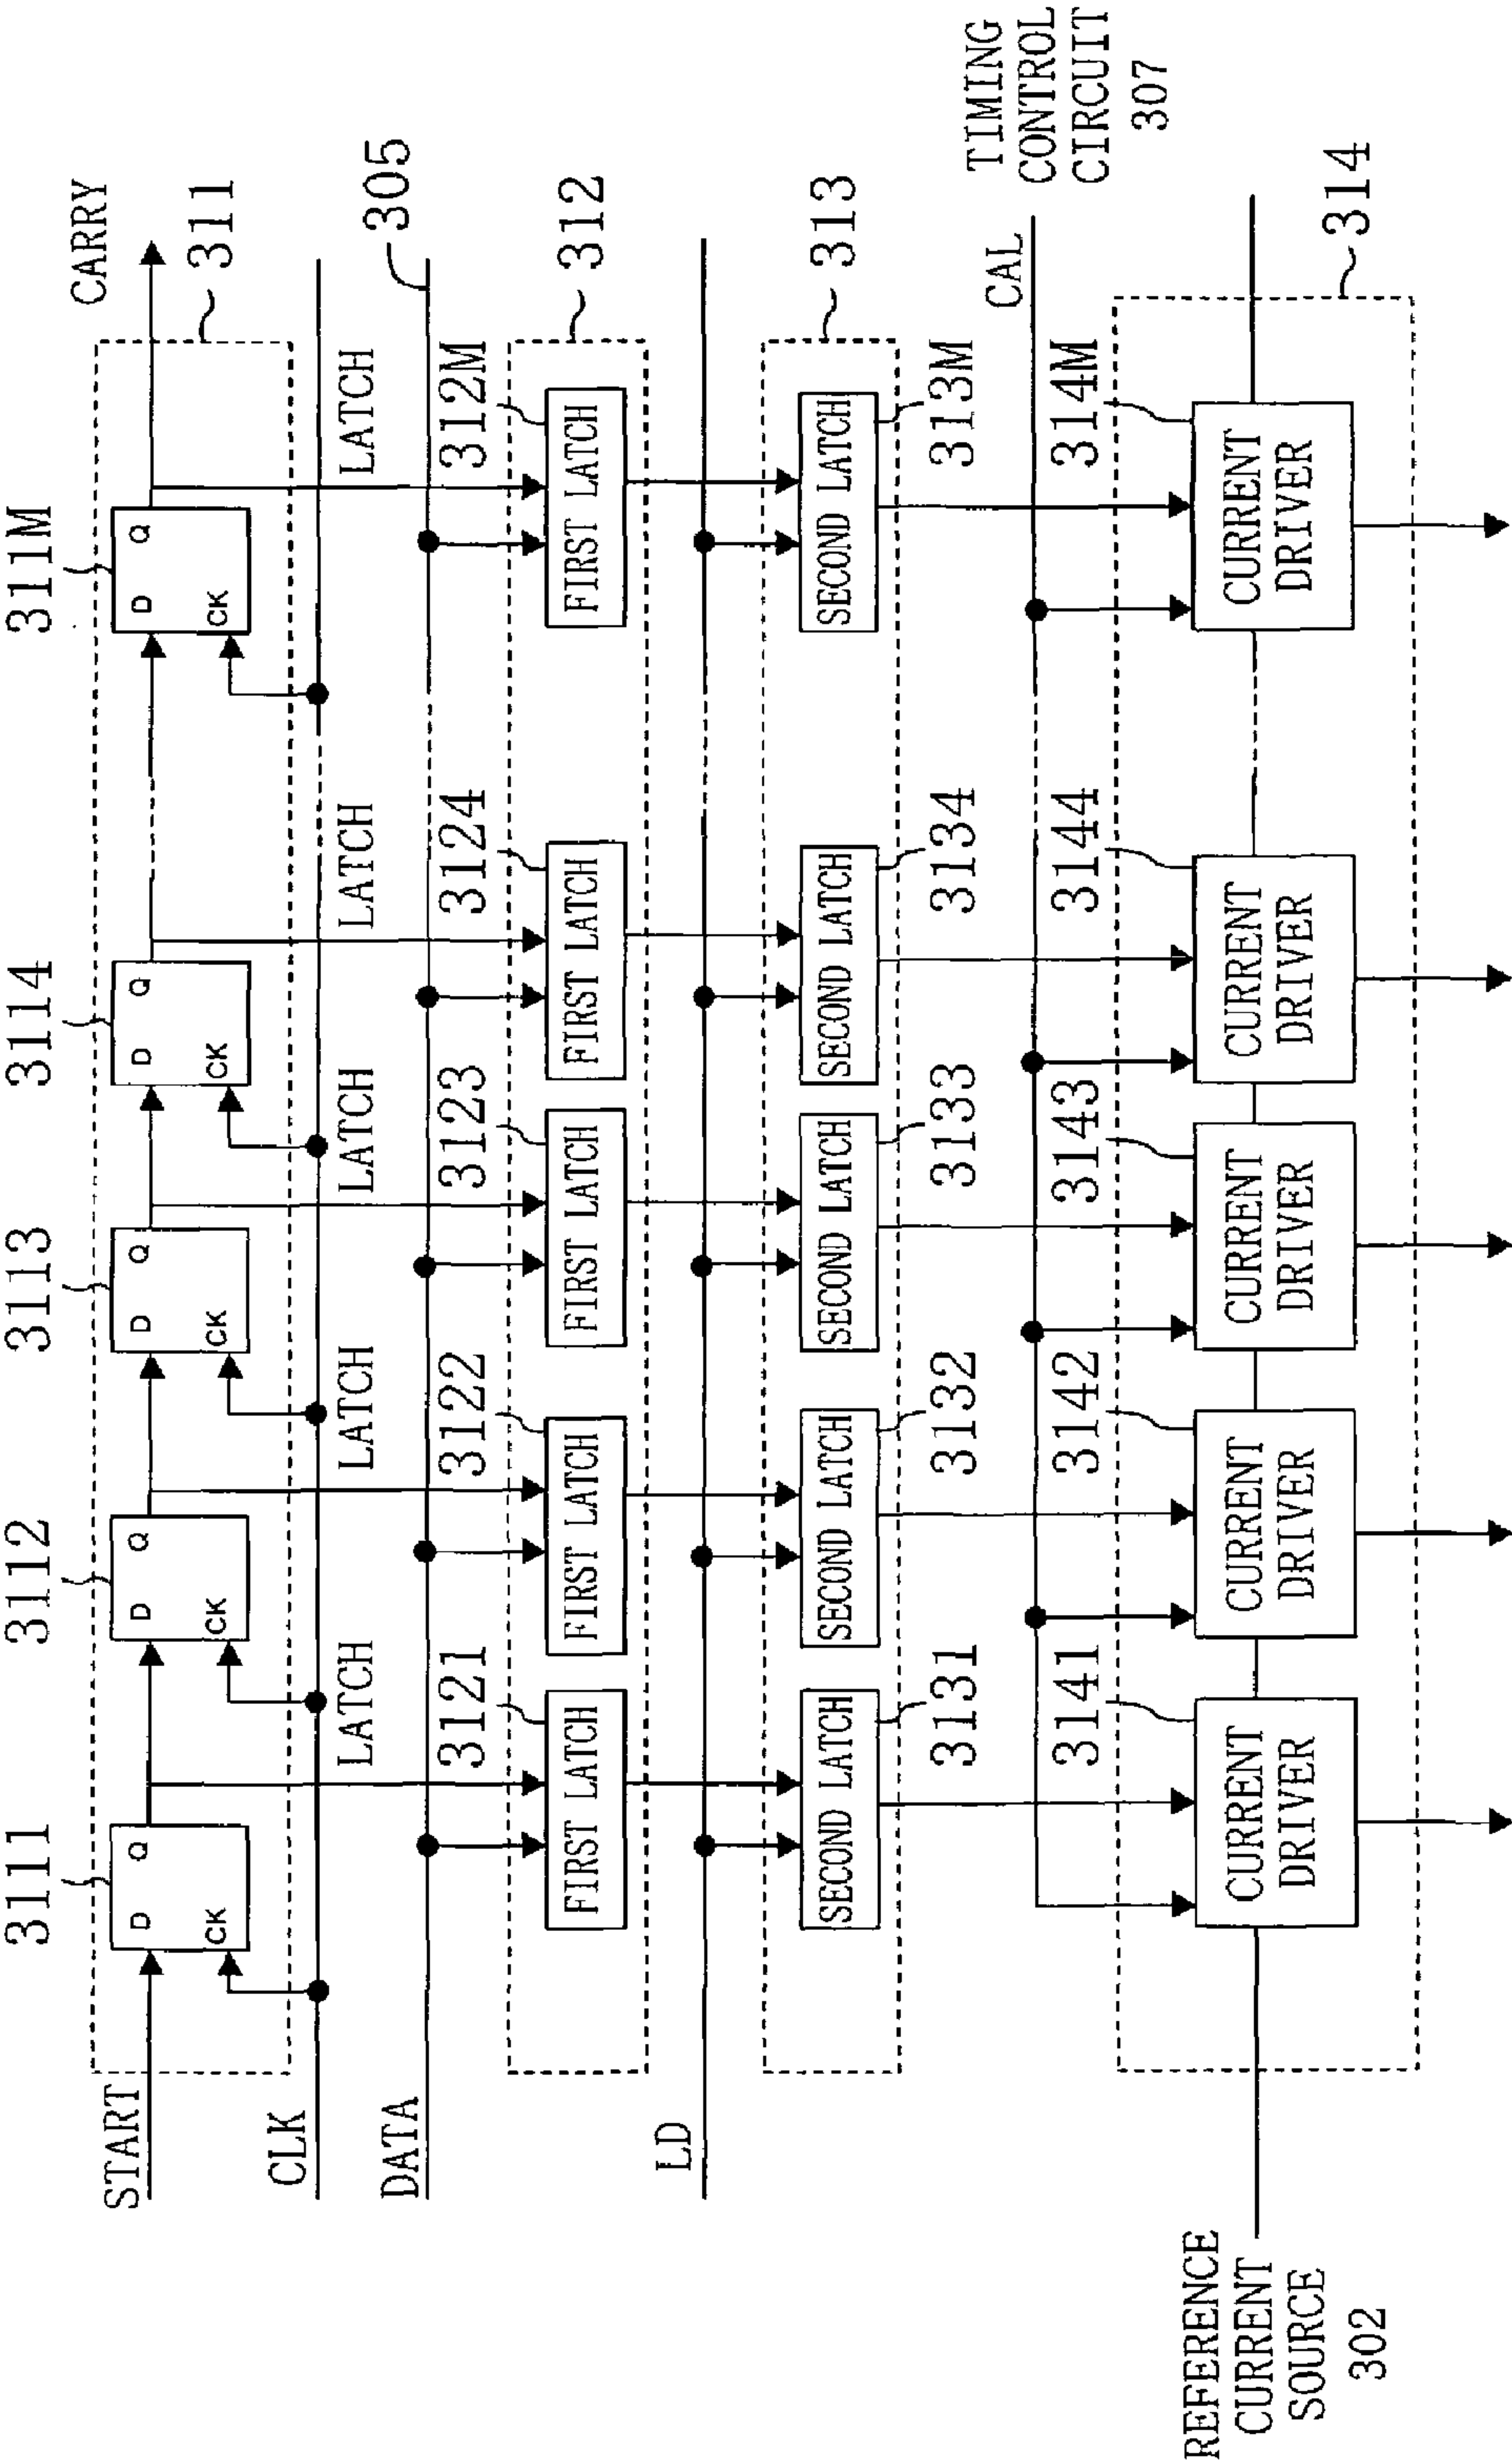 3111
3112
3113
3114
311M
START
D Q
CK
D Q
CK
D Q
CK
D Q
CK
D Q
CK
CARRY
311
CLK
LATCH
LATCH
LATCH
LATCH
LATCH
DATA
305
3121
3122
3123
3124
312M
312
FIRST LATCH
FIRST LATCH
FIRST LATCH
FIRST LATCH
FIRST LATCH
LD
313
SECOND LATCH
SECOND LATCH
SECOND LATCH
SECOND LATCH
SECOND LATCH
3131
3132
3133
3134
313M
CAL
TIMING
CONTROL
CIRCUIT
307
3141
3142
3143
3144
314M
314
REFERENCE
CURRENT
SOURCE
302
CURRENT
DRIVER
CURRENT
DRIVER
CURRENT
DRIVER
CURRENT
DRIVER
CURRENT
DRIVER